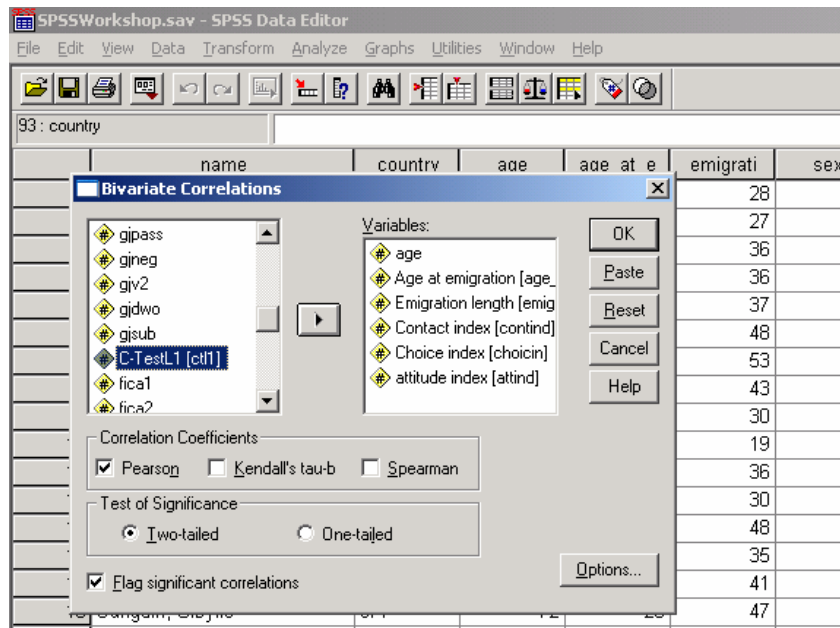 SPSSWorkshop.sav - SPSS Data Editor
File Edit View Data Transform Analyze Graphs Utilities Window Help
93 : country
name country age age_at_e emigrati sex
Bivariate Correlations
gjpass
gjneg
gjv2
gjdwo
gjsub
C-TestL1 [ctl1]
fica1
fica2
Variables:
age
Age at emigration [age_
Emigration length [emig
Contact index [contind]
Choice index [choicin]
attitude index [attind]
OK
Paste
Reset
Cancel
Help
Correlation Coefficients
Pearson Kendall's tau-b Spearman
Test of Significance
Two-tailed One-tailed
Flag significant correlations
Options...
28
27
36
36
37
48
53
43
30
19
36
30
48
35
41
47